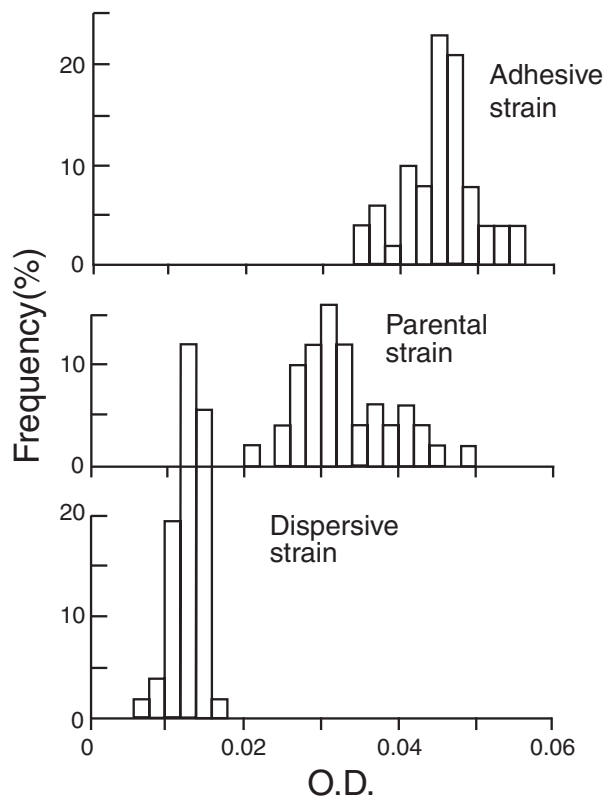 20
10
0
Adhesive
strain
Frequency(%)
10
0
Parental
strain
20
10
0
Dispersive
strain
0 0.02 0.04 0.06
O.D.